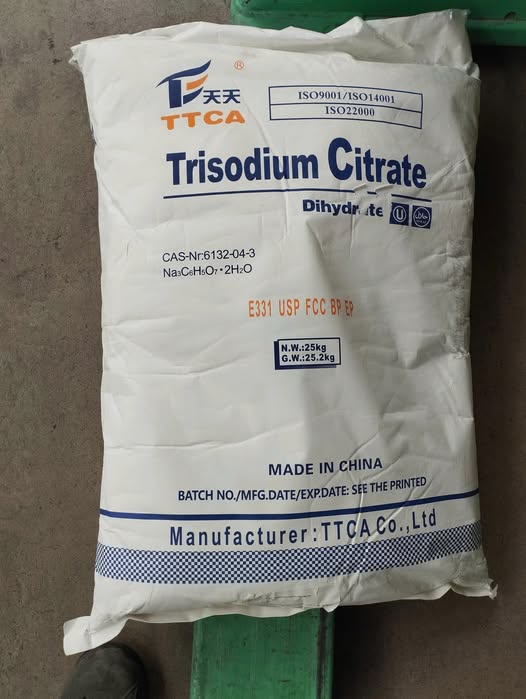 天天 ®
TTCA
ISO9001/ISO14001
ISO22000
Trisodium Citrate
Dihydrate U
CAS-Nr:6132-04-3
Na₃C₆H₅O₇•2H₂O
E331 USP FCC BP EP
N.W.:25kg
G.W.:25.2kg
MADE IN CHINA
BATCH NO./MFG.DATE/EXP.DATE: SEE THE PRINTED
Manufacturer:TTCA Co.,Ltd